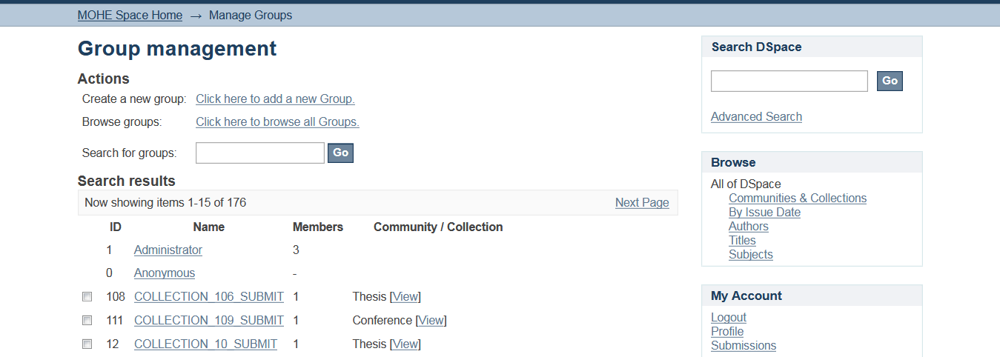 MOHE Space Home → Manage Groups
Group management
Actions
Create a new group: Click here to add a new Group.
Browse groups: Click here to browse all Groups.
Search for groups: Go
Search results
Now showing items 1-15 of 176 Next Page
ID Name Members Community / Collection
1 Administrator 3
0 Anonymous -
108 COLLECTION_106_SUBMIT 1 Thesis [View]
111 COLLECTION_109_SUBMIT 1 Conference [View]
12 COLLECTION_10_SUBMIT 1 Thesis [View]
Search DSpace
Go
Advanced Search
Browse
All of DSpace
Communities & Collections
By Issue Date
Authors
Titles
Subjects
My Account
Logout
Profile
Submissions